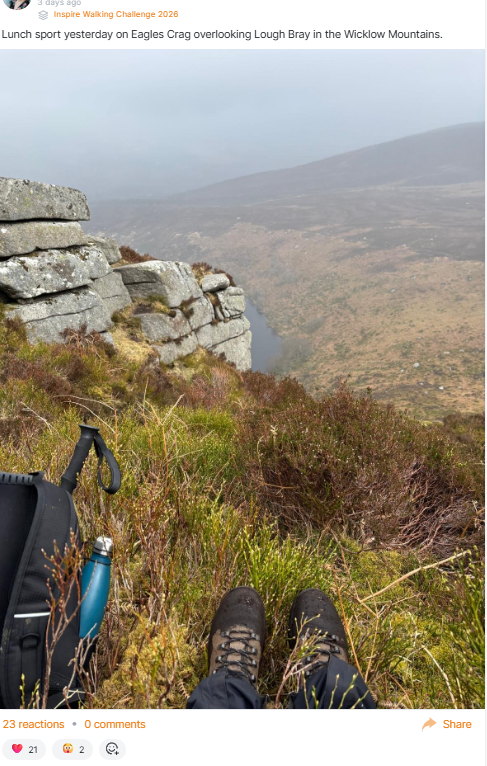 3 days ago
Inspire Walking Challenge 2026
Lunch sport yesterday on Eagles Crag overlooking Lough Bray in the Wicklow Mountains.
23 reactions • 0 comments
Share
21
2